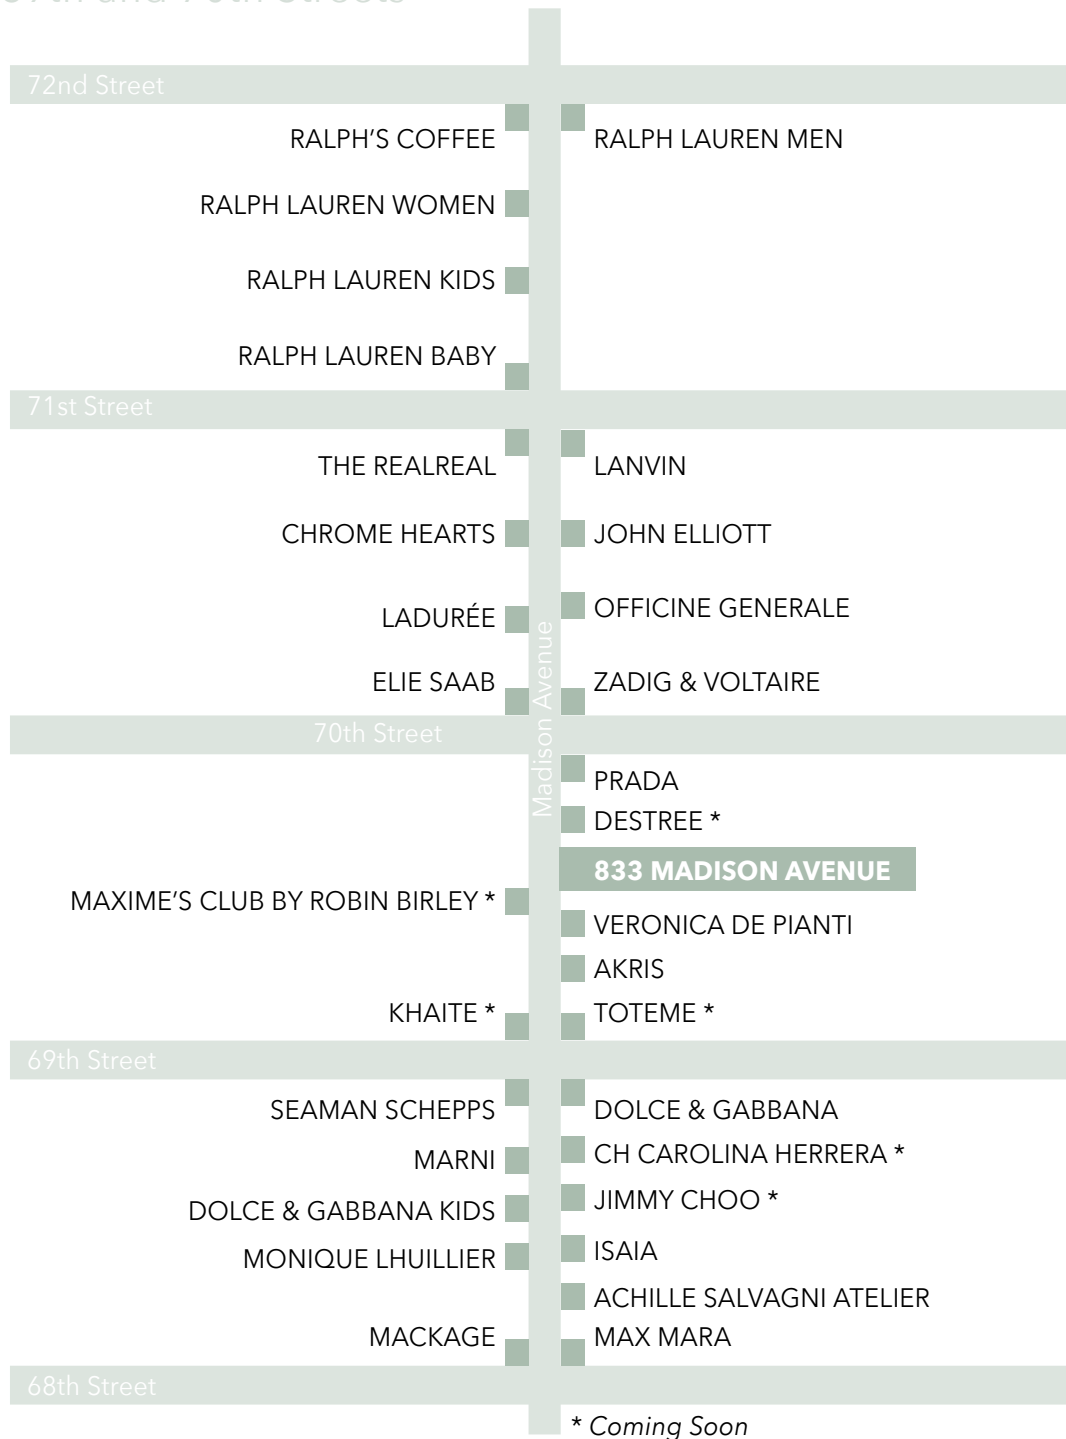 72nd Street
RALPH'S COFFEE
RALPH LAUREN MEN
RALPH LAUREN WOMEN
RALPH LAUREN KIDS
RALPH LAUREN BABY
71st Street
THE REALREAL
LANVIN
CHROME HEARTS
JOHN ELLIOTT
LADURÉE
OFFICINE GENERALE
ELIE SAAB
ZADIG & VOLTAIRE
Madison Avenue
70th Street
PRADA
DESTREE *
833 MADISON AVENUE
MAXIME'S CLUB BY ROBIN BIRLEY *
VERONICA DE PIANTI
AKRIS
KHAITE *
TOTEME *
69th Street
SEAMAN SCHEPPS
DOLCE & GABBANA
MARNI
CH CAROLINA HERRERA *
DOLCE & GABBANA KIDS
JIMMY CHOO *
MONIQUE LHUILLIER
ISAIA
ACHILLE SALVAGNI ATELIER
MACKAGE
MAX MARA
68th Street
* Coming Soon